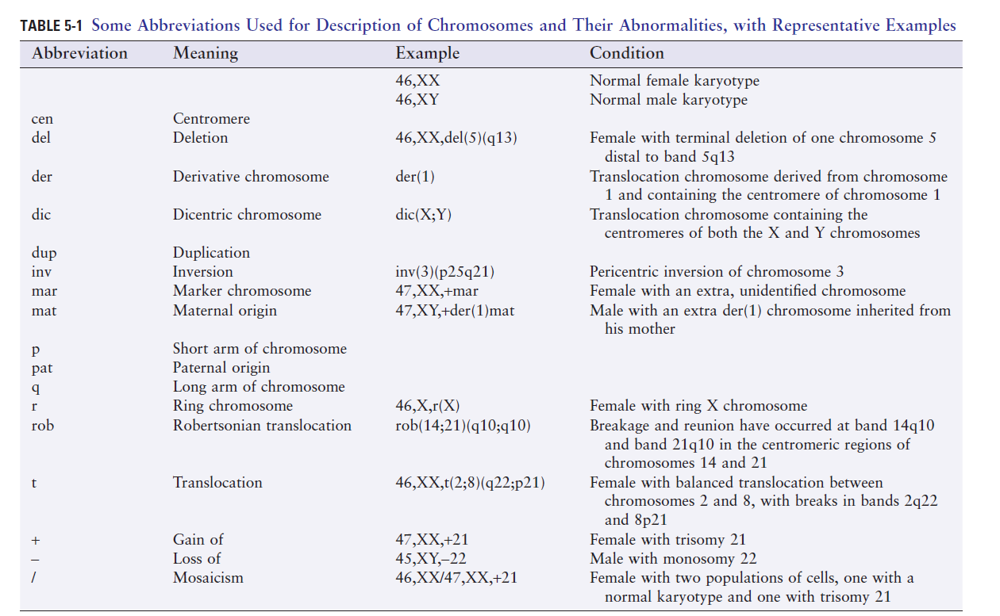 TABLE 5-1 Some Abbreviations Used for Description of Chromosomes and Their Abnormalities, with Representative Examples
Abbreviation Meaning Example Condition
46,XX Normal female karyotype
46,XY Normal male karyotype
cen Centromere
del Deletion 46,XX,del(5)(q13) Female with terminal deletion of one chromosome 5
distal to band 5q13
der Derivative chromosome der(1) Translocation chromosome derived from chromosome
1 and containing the centromere of chromosome 1
dic Dicentric chromosome dic(X;Y) Translocation chromosome containing the
centromeres of both the X and Y chromosomes
dup Duplication
inv Inversion inv(3)(p25q21) Pericentric inversion of chromosome 3
mar Marker chromosome 47,XX,+mar Female with an extra, unidentified chromosome
mat Maternal origin 47,XY,+der(1)mat Male with an extra der(1) chromosome inherited from
his mother
p Short arm of chromosome
pat Paternal origin
q Long arm of chromosome
r Ring chromosome 46,X,r(X) Female with ring X chromosome
rob Robertsonian translocation rob(14;21)(q10;q10) Breakage and reunion have occurred at band 14q10
and band 21q10 in the centromeric regions of
chromosomes 14 and 21
t Translocation 46,XX,t(2;8)(q22;p21) Female with balanced translocation between
chromosomes 2 and 8, with breaks in bands 2q22
and 8p21
+ Gain of 47,XX,+21 Female with trisomy 21
– Loss of 45,XY,–22 Male with monosomy 22
/ Mosaicism 46,XX/47,XX,+21 Female with two populations of cells, one with a
normal karyotype and one with trisomy 21